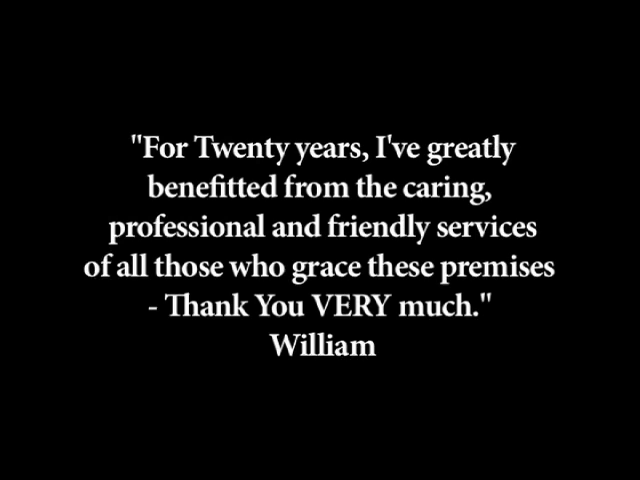 "For Twenty years, I've greatly
benefitted from the caring,
professional and friendly services
of all those who grace these premises
- Thank You VERY much."
William